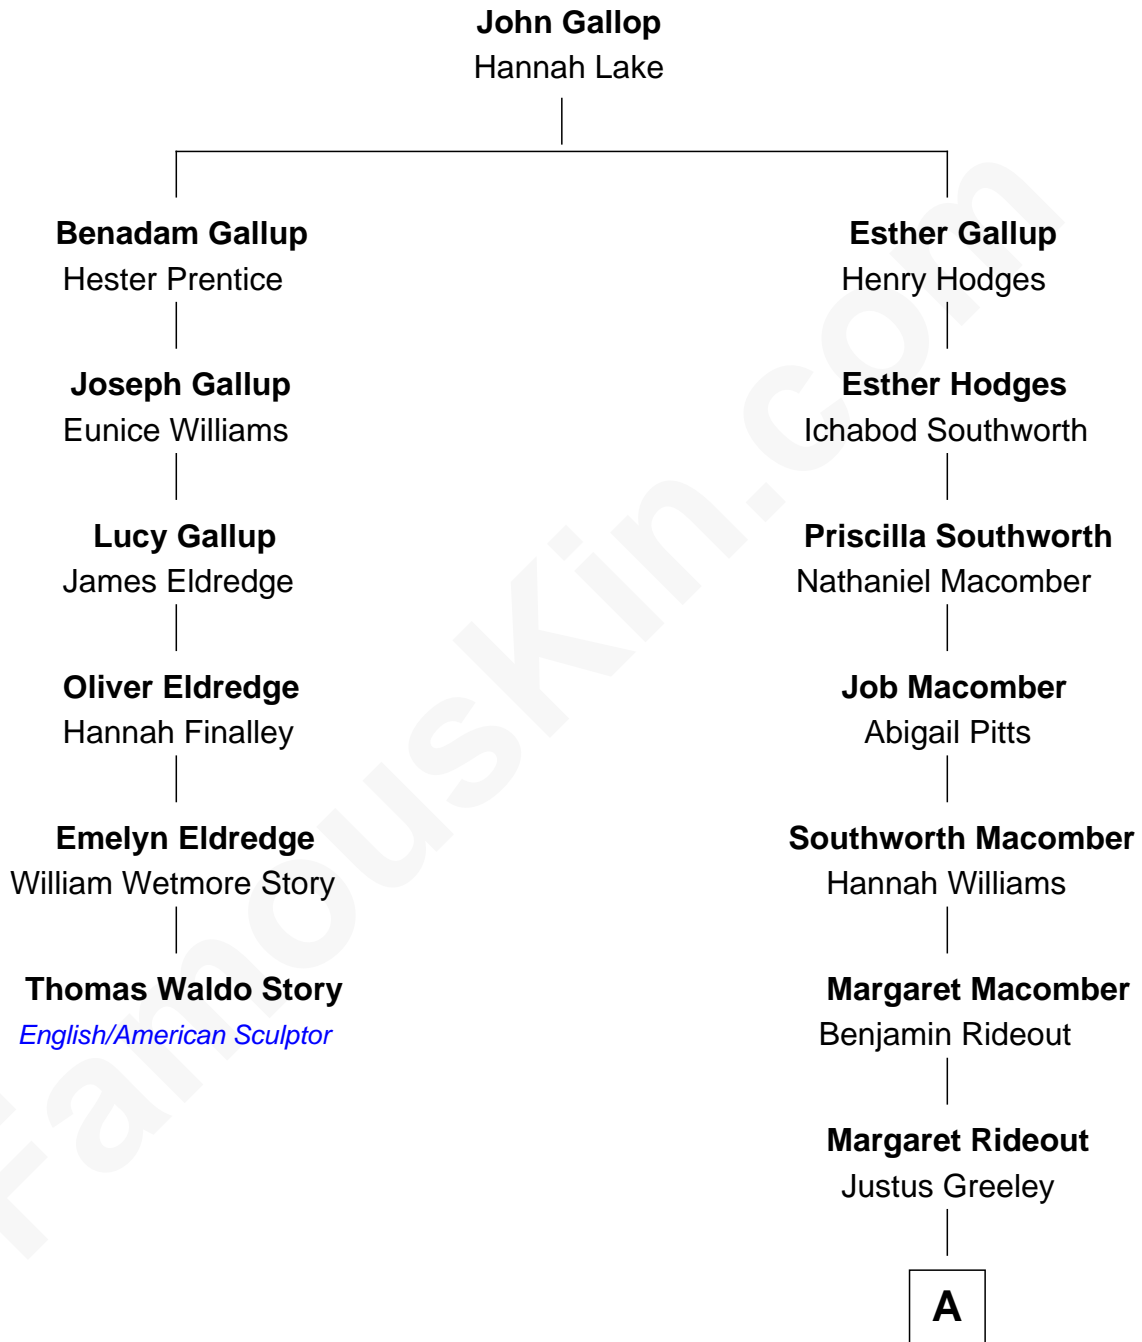 John Gallop
Hannah Lake
Benadam Gallup
Hester Prentice
Joseph Gallup
Eunice Williams
Lucy Gallup
James Eldredge
Oliver Eldredge
Hannah Finalley
Emelyn Eldredge
William Wetmore Story
Thomas Waldo Story
English/American Sculptor
Esther Gallup
Henry Hodges
Esther Hodges
Ichabod Southworth
Priscilla Southworth
Nathaniel Macomber
Job Macomber
Abigail Pitts
Southworth Macomber
Hannah Williams
Margaret Macomber
Benjamin Rideout
Margaret Rideout
Justus Greeley
A
FamousKin.com